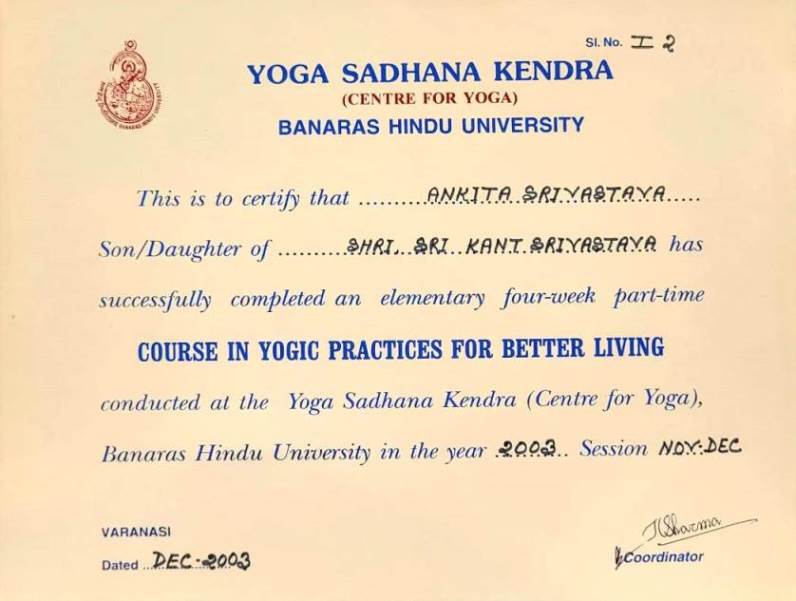 Sl. No. I 2
YOGA SADHANA KENDRA
(CENTRE FOR YOGA)
BANARAS HINDU UNIVERSITY
This is to certify that ..........ANKITA SRIVASTAVA.....
Son/Daughter of ..........SHRI. SRI KANT SRIVASTAVA has
successfully completed an elementary four-week part-time
COURSE IN YOGIC PRACTICES FOR BETTER LIVING
conducted at the Yoga Sadhana Kendra (Centre for Yoga),
Banaras Hindu University in the year .2003.. Session NOV-DEC
VARANASI
Dated ...DEC-2003
Sharma
Coordinator